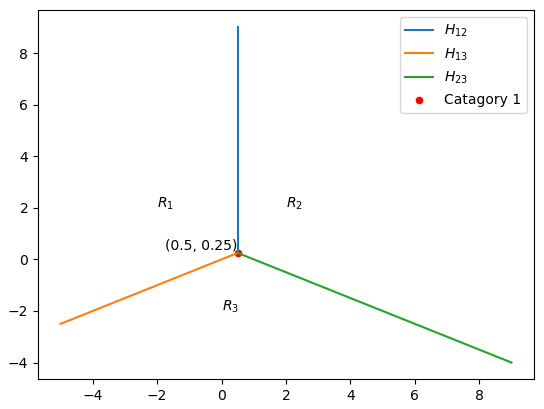 H₁₂
H₁₃
H₂₃
Catagory 1
R₁
R₂
(0.5, 0.25)
R₃
8
6
4
2
0
−2
−4
−4 −2 0 2 4 6 8